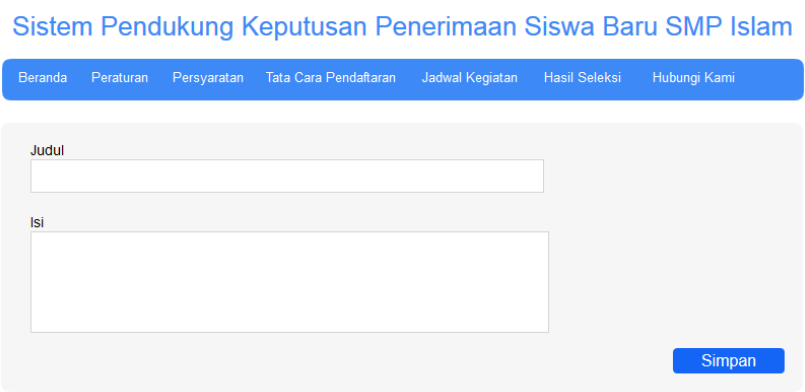 Sistem Pendukung Keputusan Penerimaan Siswa Baru SMP Islam
Beranda Peraturan Persyaratan Tata Cara Pendaftaran Jadwal Kegiatan Hasil Seleksi Hubungi Kami
Judul
Isi
Simpan